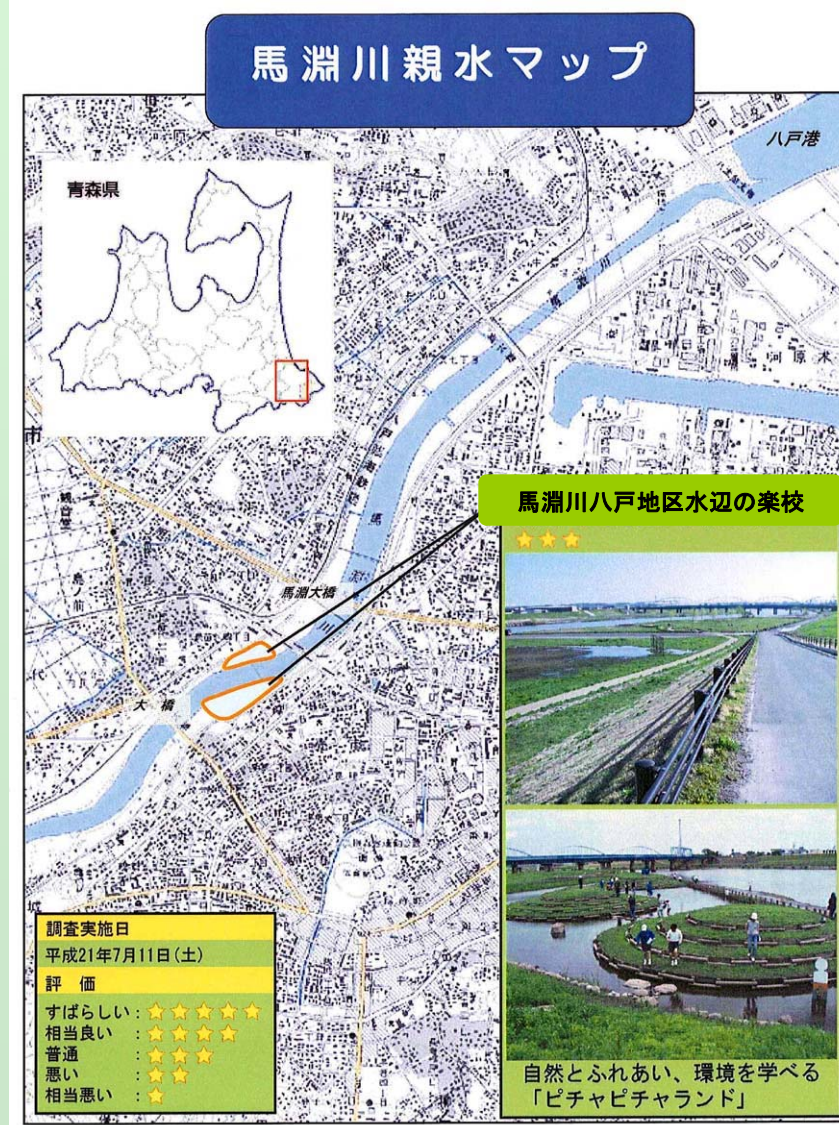 馬淵川親水マップ
八戸港
青森県
河原木
市
馬淵川八戸地区水辺の楽校
★★★
馬淵大橋
大橋
調査実施日
平成21年7月11日(土)
評 価
すばらしい:★★★★★
相当良い :★★★★
普通 :★★★
悪い :★★
相当悪い :★
自然とふれあい、環境を学べる
「ピチャピチャランド」